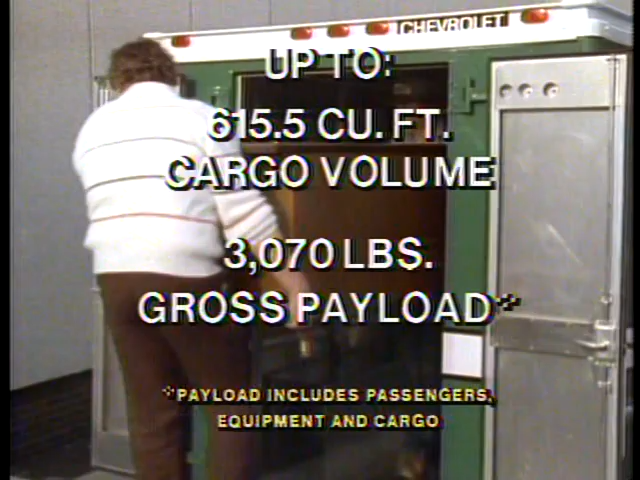 CHEVROLET
UP TO:
615.5 CU. FT.
CARGO VOLUME
3,070 LBS.
GROSS PAYLOAD*
*PAYLOAD INCLUDES PASSENGERS,
EQUIPMENT AND CARGO